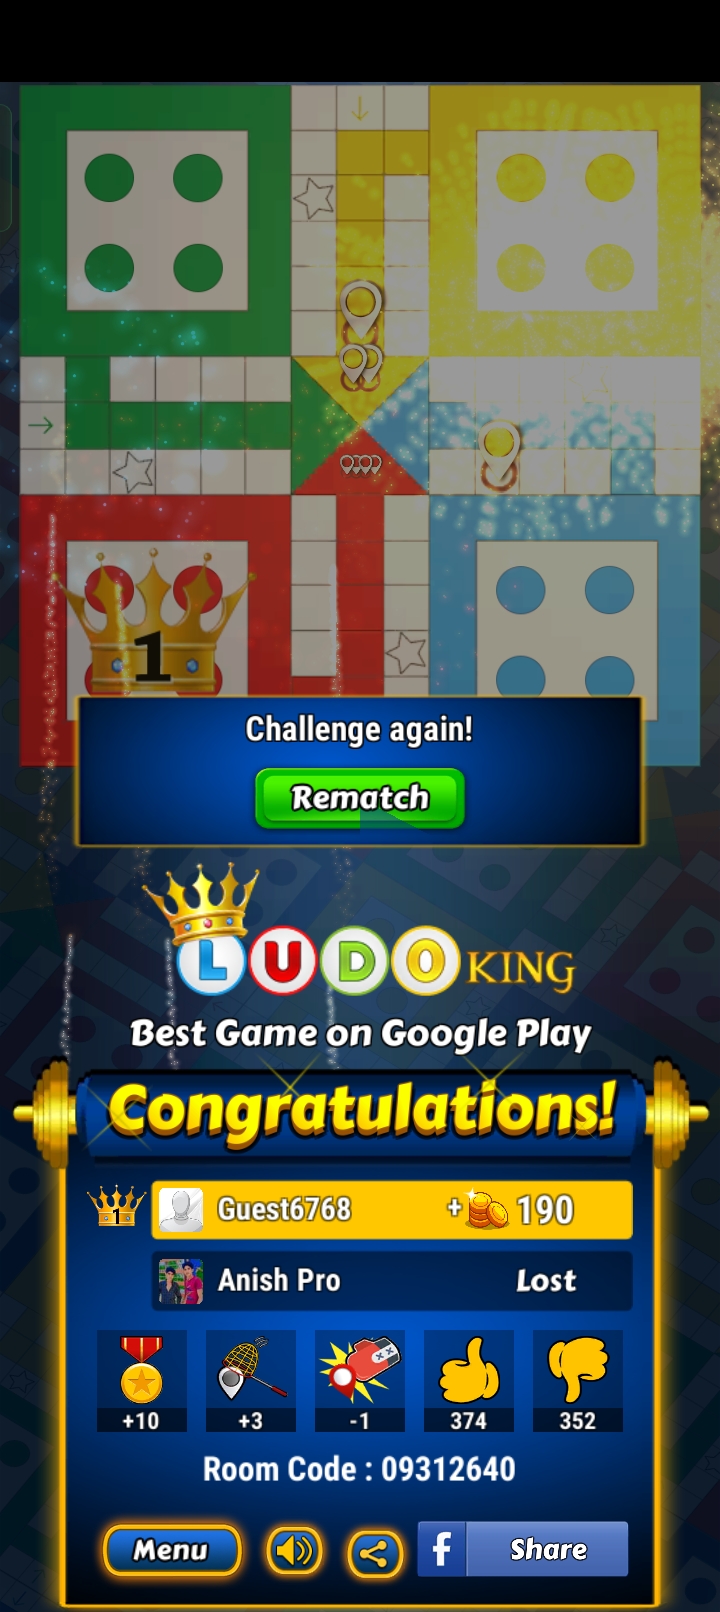 1
Challenge again!
Rematch
LUDO KING
Best Game on Google Play
Congratulations!
1 Guest6768 + 190
Anish Pro Lost
+10 +3 -1 374 352
Room Code : 09312640
Menu f Share